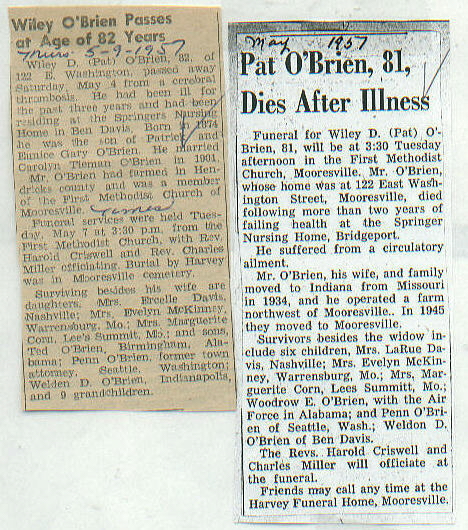 Wiley O'Brien Passes
at Age of 82 Years
Thurs. 5-9-1957
Wiley D. (Pat) O'Brien, 82, of
122 E. Washington, passed away
Saturday, May 4 from a cerebral
thrombosis. He had been ill for
the past three years and had been
residing at the Springers Nursing
Home in Ben Davis. Born in 1874
he was the son of Patrick and
Eunice Gary O'Brien. He married
Carolyn Tieman O'Brien in 1901.
Mr. O'Brien had farmed in Hen-
dricks county and was a member
of the First Methodist Church of
Mooresville. Times
Funeral services were held Tues-
day, May 7 at 3:30 p.m. from the
First Methodist Church, with Rev.
Harold Criswell and Rev. Charles
Miller officiating. Burial by Harvey
was in Mooresville cemetery.
Surviving besides his wife are
daughters, Mrs. Ercelle Davis,
Nashville; Mrs. Evelyn McKinney,
Warrensburg, Mo.; Mrs. Marguerite
Corn, Lee's Summit, Mo.; and sons,
Ted O'Brien, Birmingham, Ala-
bama; Penn O'Brien, former town
attorney, Seattle, Washington;
Welden D. O'Brien, Indianapolis,
and 9 grandchildren.
May 1957
Pat O'Brien, 81,
Dies After Illness
Funeral for Wiley D. (Pat) O'-
Brien, 81, will be at 3:30 Tuesday
afternoon in the First Methodist
Church, Mooresville. Mr. O'Brien,
whose home was at 122 East Wash-
ington Street, Mooresville, died
following more than two years of
failing health at the Springer
Nursing Home, Bridgeport.
He suffered from a circulatory
ailment.
Mr. O'Brien, his wife, and family
moved to Indiana from Missouri
in 1934, and he operated a farm
northwest of Mooresville.. In 1945
they moved to Mooresville.
Survivors besides the widow in-
clude six children, Mrs. LaRue Da-
vis, Nashville; Mrs. Evelyn McKin-
ney, Warrensburg, Mo.; Mrs. Mar-
guerite Corn, Lees Summitt, Mo.;
Woodrow E. O'Brien, with the Air
Force in Alabama; and Penn O'Bri-
en of Seattle, Wash.; Weldon D.
O'Brien of Ben Davis.
The Revs. Harold Criswell and
Charles Miller will officiate at
the funeral.
Friends may call any time at the
Harvey Funeral Home, Mooresville.